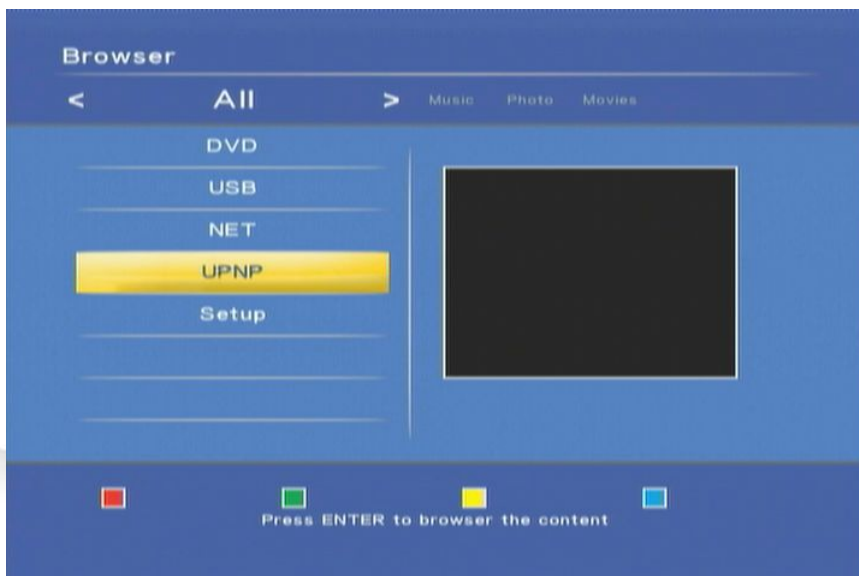 Browser
< All > Music Photo Movies
DVD
USB
NET
UPNP
Setup
Press ENTER to browser the content